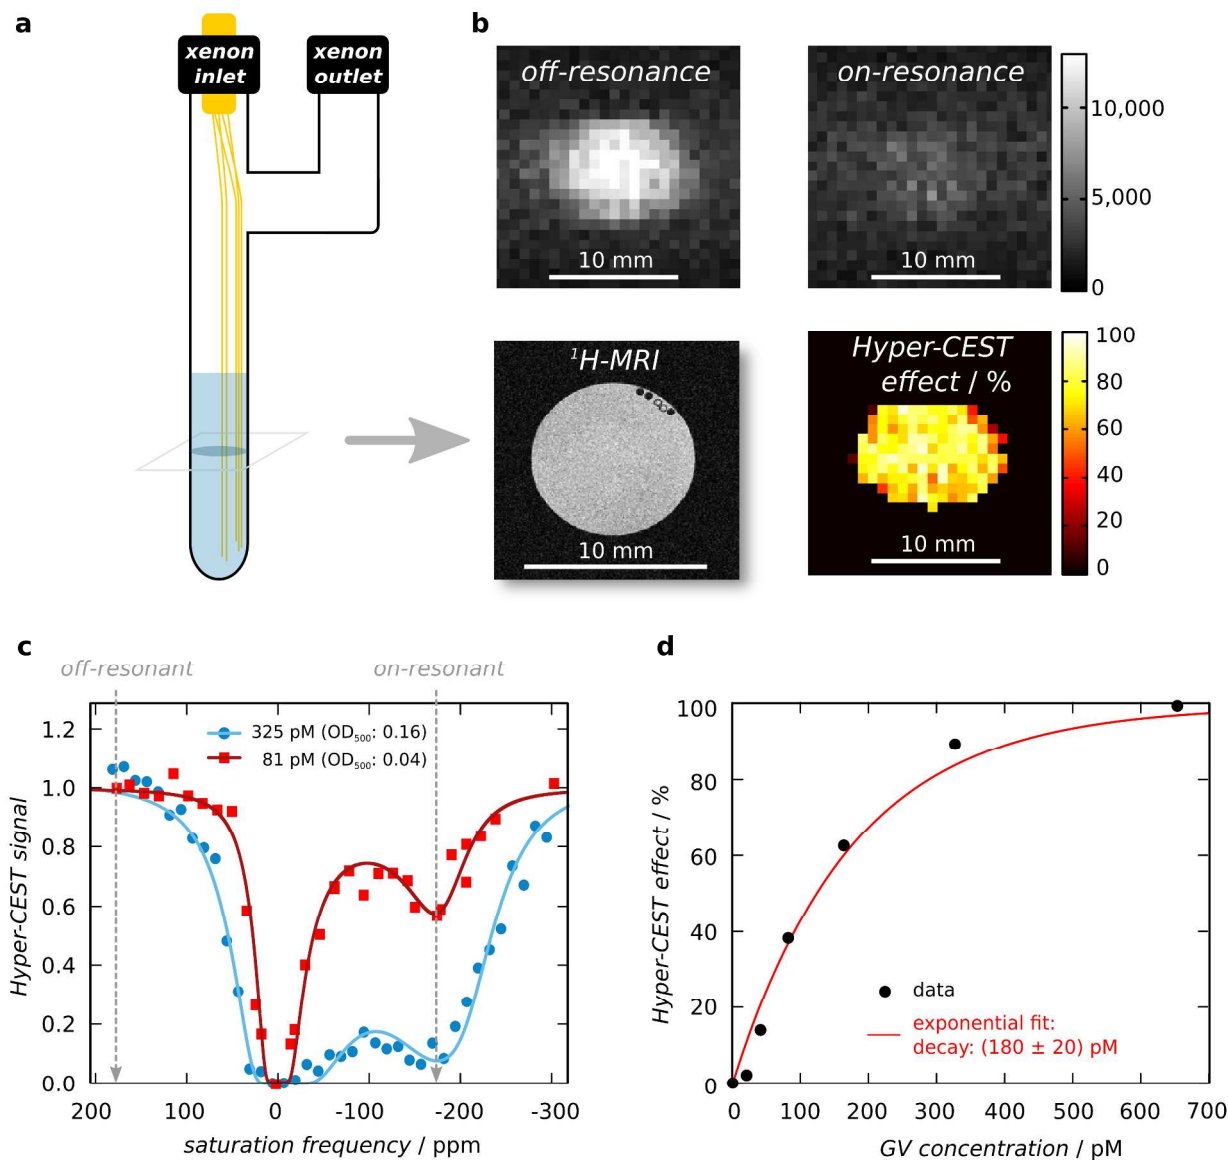 a
xenon
inlet
xenon
outlet
b
off-resonance
10 mm
on-resonance
10 mm
10,000
5,000
0
¹H-MRI
10 mm
Hyper-CEST
effect / %
10 mm
100
80
60
40
20
0
c
off-resonant
on-resonant
325 pM (OD₅₀₀: 0.16)
81 pM (OD₅₀₀: 0.04)
Hyper-CEST signal
1.2
1.0
0.8
0.6
0.4
0.2
0.0
200 100 0 -100 -200 -300
saturation frequency / ppm
d
Hyper-CEST effect / %
100
80
60
40
20
0
data
exponential fit:
decay: (180 ± 20) pM
0 100 200 300 400 500 600 700
GV concentration / pM